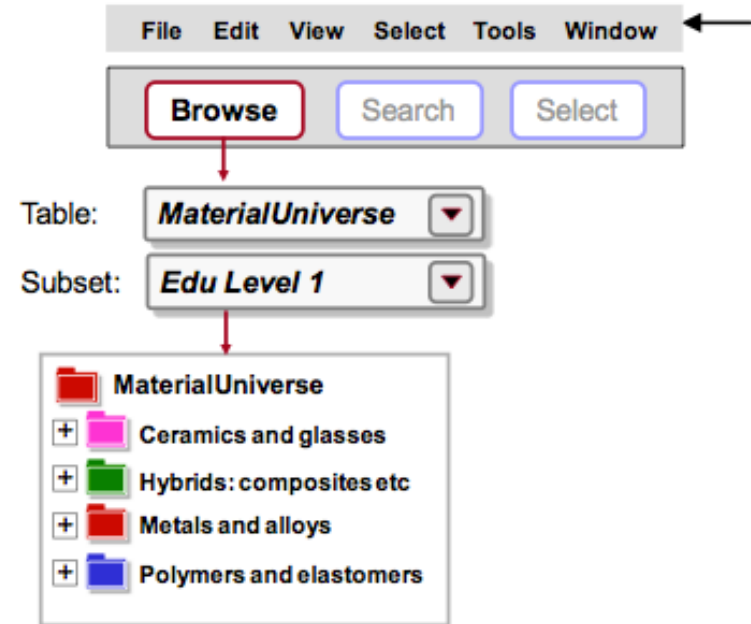 File Edit View Select Tools Window
Browse Search Select
Table: MaterialUniverse
Subset: Edu Level 1
MaterialUniverse
Ceramics and glasses
Hybrids: composites etc
Metals and alloys
Polymers and elastomers